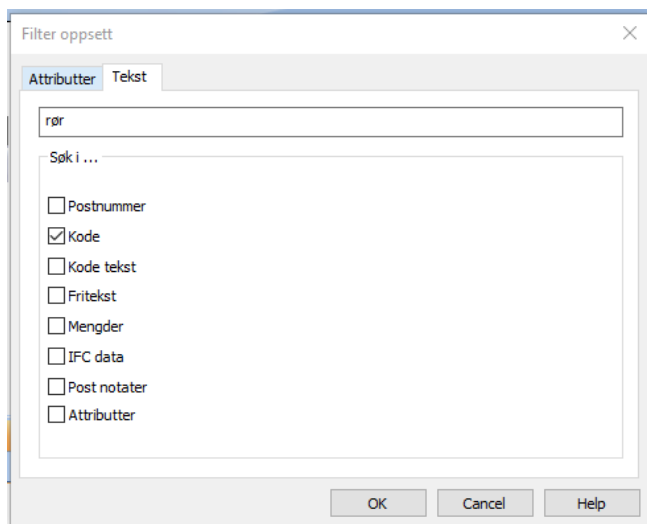 Filter oppsett
Attributter Tekst
rør
Søk i ...
Postnummer
Kode
Kode tekst
Fritekst
Mengder
IFC data
Post notater
Attributter
OK Cancel Help